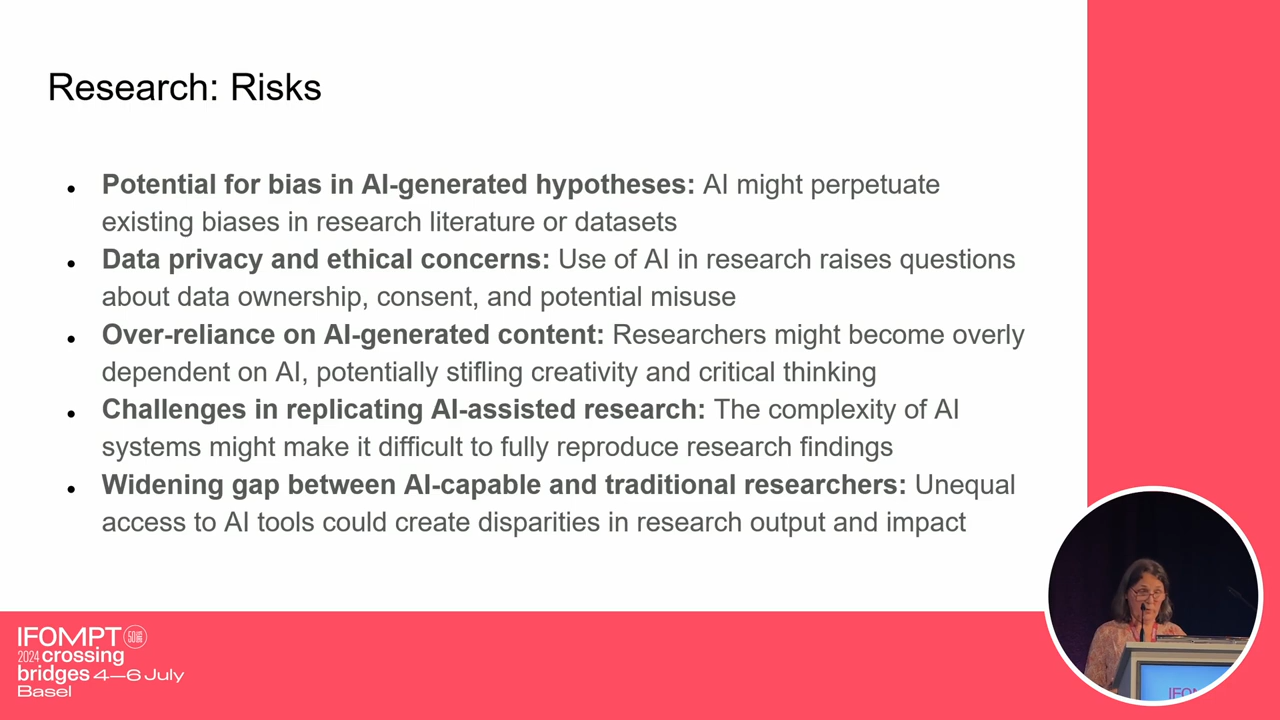 Research: Risks
• Potential for bias in AI-generated hypotheses: AI might perpetuate
existing biases in research literature or datasets
• Data privacy and ethical concerns: Use of AI in research raises questions
about data ownership, consent, and potential misuse
• Over-reliance on AI-generated content: Researchers might become overly
dependent on AI, potentially stifling creativity and critical thinking
• Challenges in replicating AI-assisted research: The complexity of AI
systems might make it difficult to fully reproduce research findings
• Widening gap between AI-capable and traditional researchers: Unequal
access to AI tools could create disparities in research output and impact
IFOMPT
2024 crossing
bridges 4—6 July
Basel
IFO